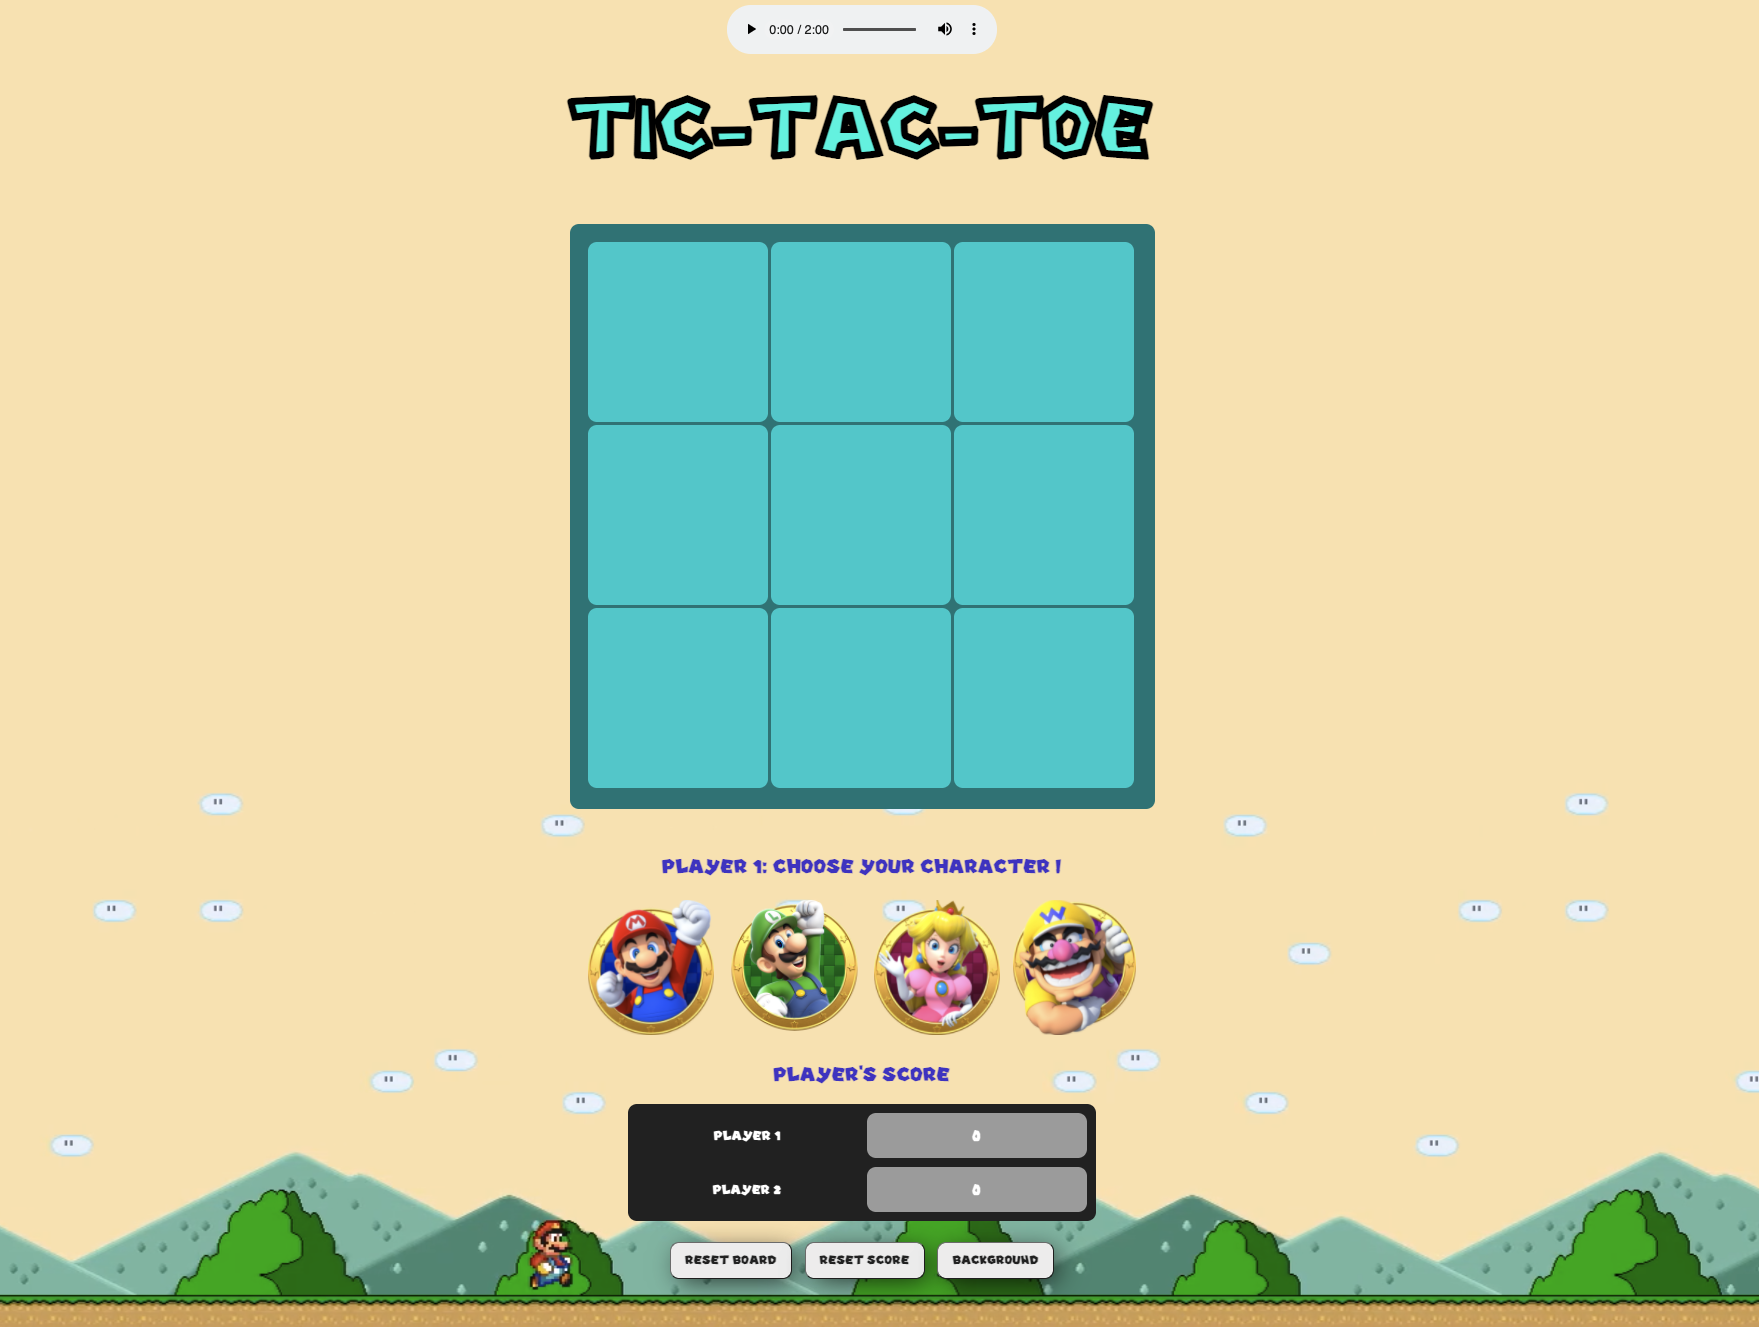 0:00 / 2:00
TIC-TAC-TOE
PLAYER 1: CHOOSE YOUR CHARACTER !
M
L
W
PLAYER'S SCORE
PLAYER 1 0
PLAYER 2 0
RESET BOARD RESET SCORE BACKGROUND